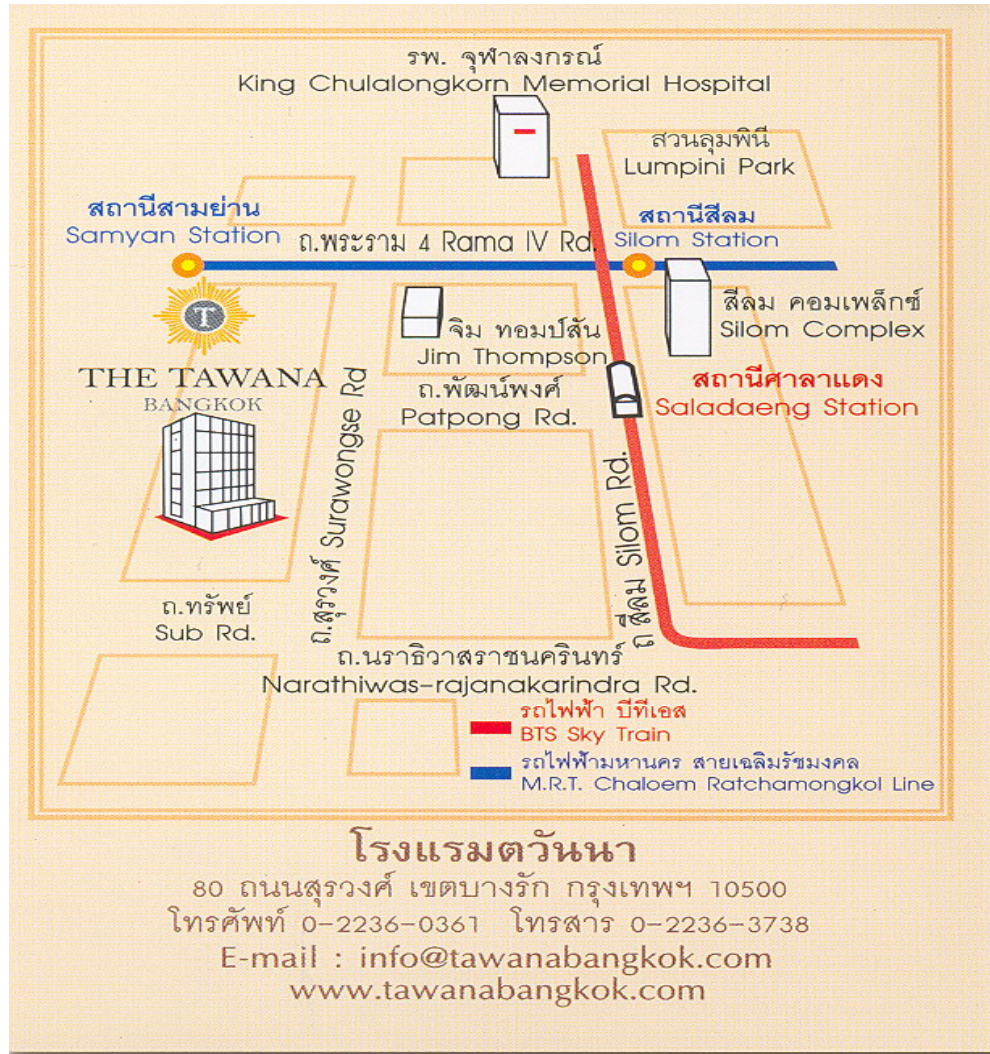 รพ. จุฬาลงกรณ์
King Chulalongkorn Memorial Hospital
สวนลุมพินี
Lumpini Park
สถานีสามย่าน
Samyan Station
ถ.พระราม 4 Rama IV Rd.
สถานีสีลม
Silom Station
T
THE TAWANA
BANGKOK
จิม ทอมป์สัน
Jim Thompson
สีลม คอมเพล็กซ์
Silom Complex
ถ.พัฒน์พงศ์
Patpong Rd.
สถานีศาลาแดง
Saladaeng Station
ถ.สุรวงศ์ Surawongse Rd
ถ สีลม Silom Rd.
ถ.ทรัพย์
Sub Rd.
ถ.นราธิวาสราชนครินทร์
Narathiwas-rajanakarindra Rd.
รถไฟฟ้า บีทีเอส
BTS Sky Train
รถไฟฟ้ามหานคร สายเฉลิมรัชมงคล
M.R.T. Chaloem Ratchamongkol Line
โรงแรมตวันนา
80 ถนนสุรวงศ์ เขตบางรัก กรุงเทพฯ 10500
โทรศัพท์ 0-2236-0361 โทรสาร 0-2236-3738
E-mail : info@tawanabangkok.com
www.tawanabangkok.com